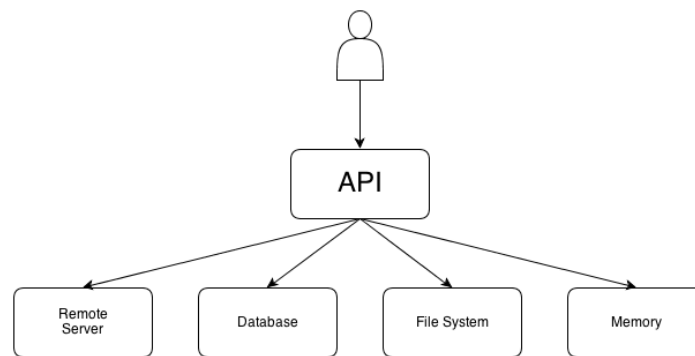 API
Remote
Server
Database
File System
Memory